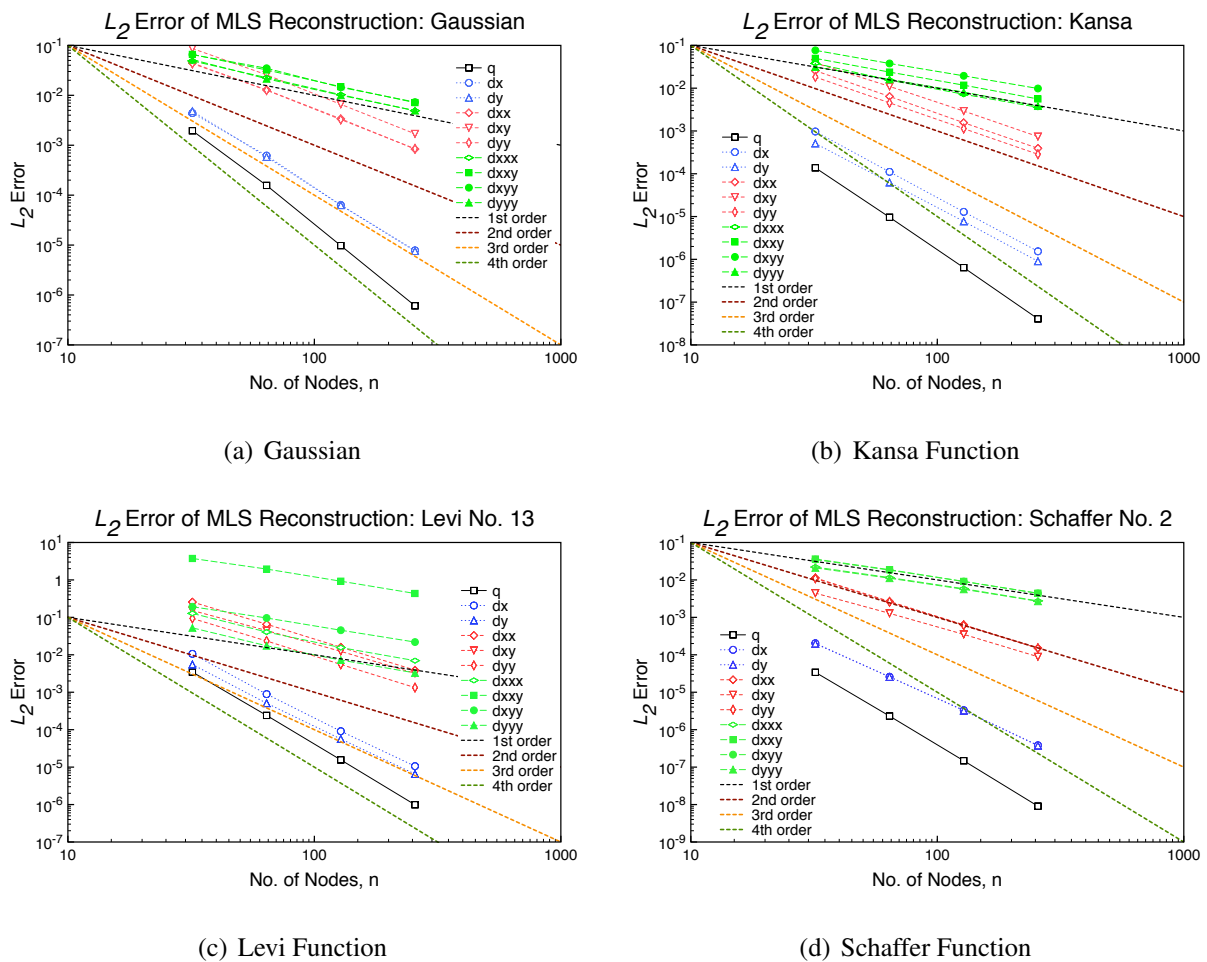 L2 Error of MLS Reconstruction: Gaussian
10-1
10-2
10-3
10-4
10-5
10-6
10-7
L2 Error
10
100
1000
No. of Nodes, n
q
dx
dy
dxx
dxy
dyy
dxxx
dxxy
dxyy
dyyy
1st order
2nd order
3rd order
4th order
(a) Gaussian
L2 Error of MLS Reconstruction: Kansa
10-1
10-2
10-3
10-4
10-5
10-6
10-7
10-8
L2 Error
10
100
1000
No. of Nodes, n
q
dx
dy
dxx
dxy
dyy
dxxx
dxxy
dxyy
dyyy
1st order
2nd order
3rd order
4th order
(b) Kansa Function
L2 Error of MLS Reconstruction: Levi No. 13
101
1
10-1
10-2
10-3
10-4
10-5
10-6
10-7
L2 Error
10
100
1000
No. of Nodes, n
q
dx
dy
dxx
dxy
dyy
dxxx
dxxy
dxyy
dyyy
1st order
2nd order
3rd order
4th order
(c) Levi Function
L2 Error of MLS Reconstruction: Schaffer No. 2
10-1
10-2
10-3
10-4
10-5
10-6
10-7
10-8
10-9
L2 Error
10
100
1000
No. of Nodes, n
q
dx
dy
dxx
dxy
dyy
dxxx
dxxy
dxyy
dyyy
1st order
2nd order
3rd order
4th order
(d) Schaffer Function